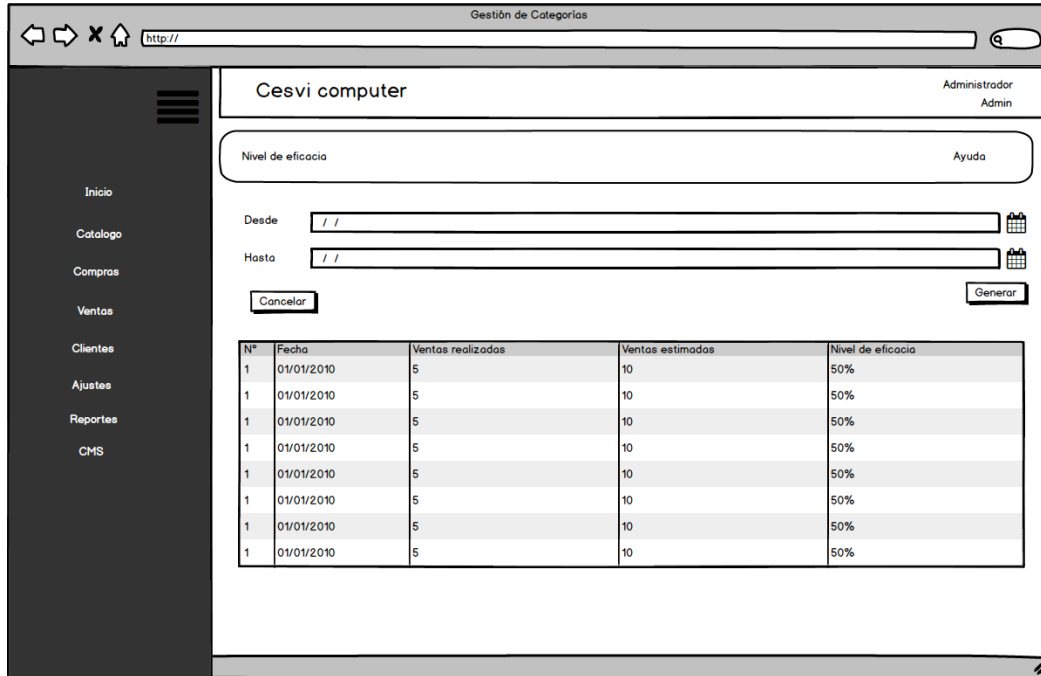 Gestión de Categorías
http://
Cesvi computer
Administrador
Admin
Nivel de eficacia Ayuda
Inicio
Catalogo
Compras
Ventas
Clientes
Ajustes
Reportes
CMS
Desde / /
Hasta / /
Cancelar Generar
N° Fecha Ventas realizadas Ventas estimadas Nivel de eficacia
1 01/01/2010 5 10 50%
1 01/01/2010 5 10 50%
1 01/01/2010 5 10 50%
1 01/01/2010 5 10 50%
1 01/01/2010 5 10 50%
1 01/01/2010 5 10 50%
1 01/01/2010 5 10 50%
1 01/01/2010 5 10 50%